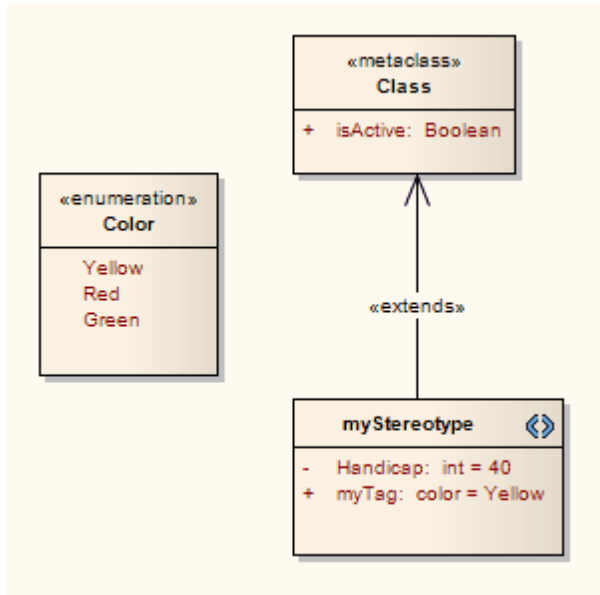 «metaclass»
Class
+ isActive: Boolean
«enumeration»
Color
Yellow
Red
Green
«extends»
myStereotype
- Handicap: int = 40
+ myTag: color = Yellow